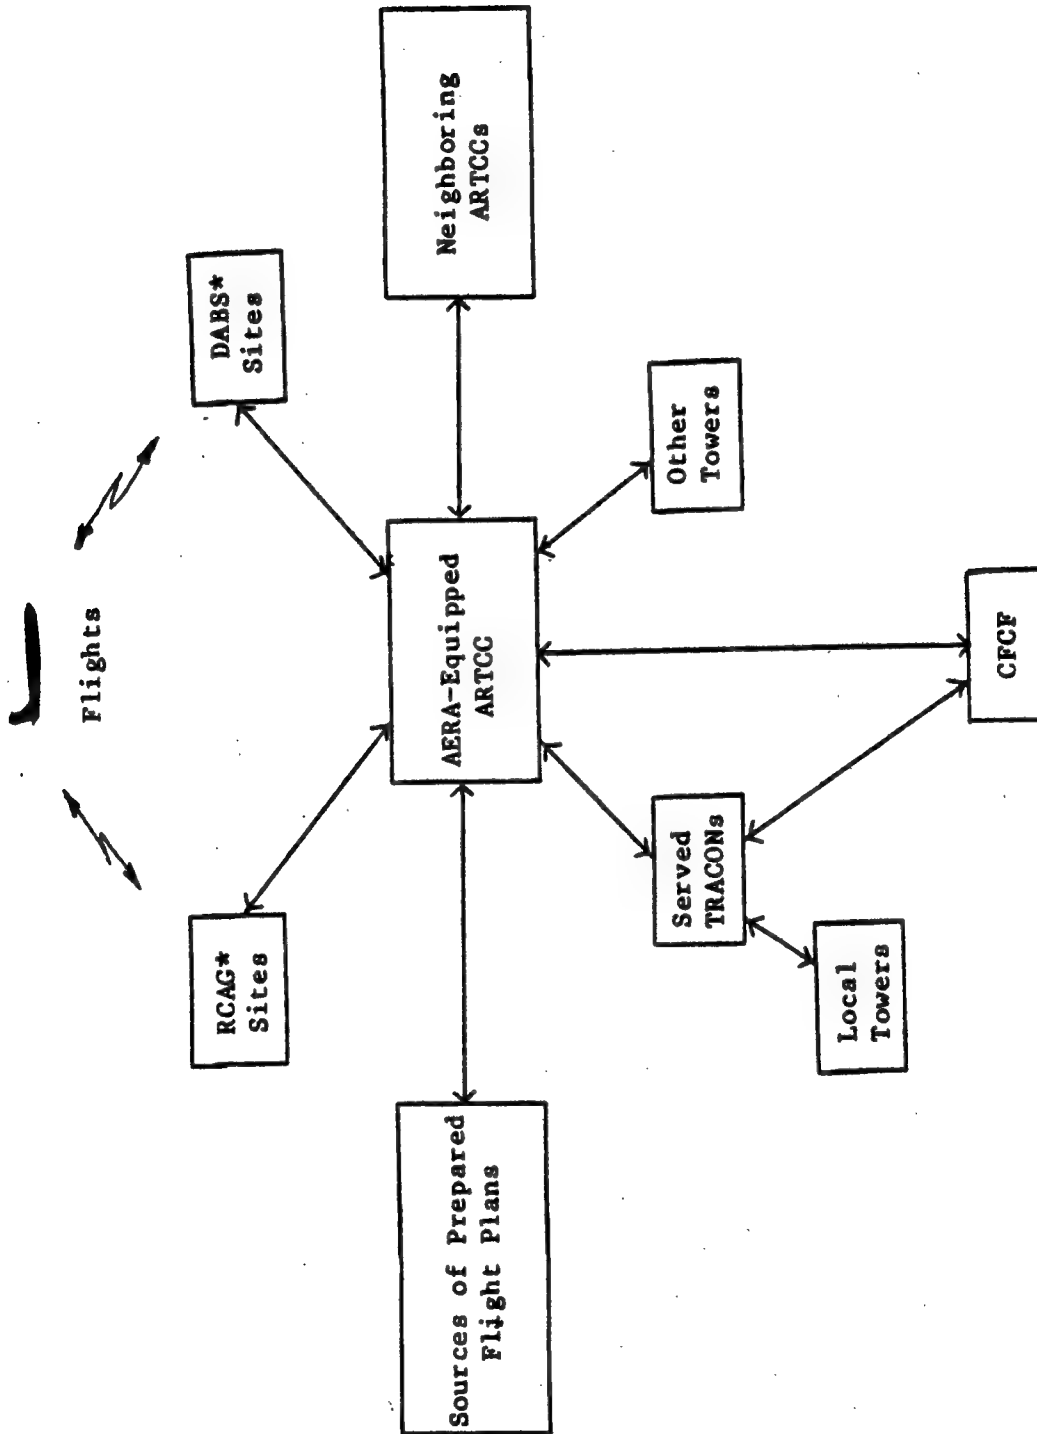 Flights
RCAG*
Sites
DABS*
Sites
Sources of Prepared
Flight Plans
AERA-Equipped
ARTCC
Neighboring
ARTCCs
Served
TRACONs
Other
Towers
Local
Towers
CFCF